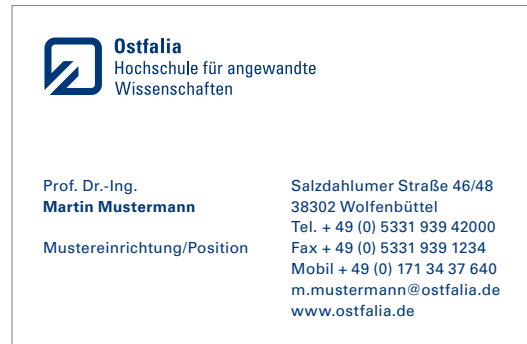 Ostfalia
Hochschule für angewandte
Wissenschaften
Prof. Dr.-Ing.
Martin Mustermann
Mustereinrichtung/Position
Salzdahlumer Straße 46/48
38302 Wolfenbüttel
Tel. + 49 (0) 5331 939 42000
Fax + 49 (0) 5331 939 1234
Mobil + 49 (0) 171 34 37 640
m.mustermann@ostfalia.de
www.ostfalia.de